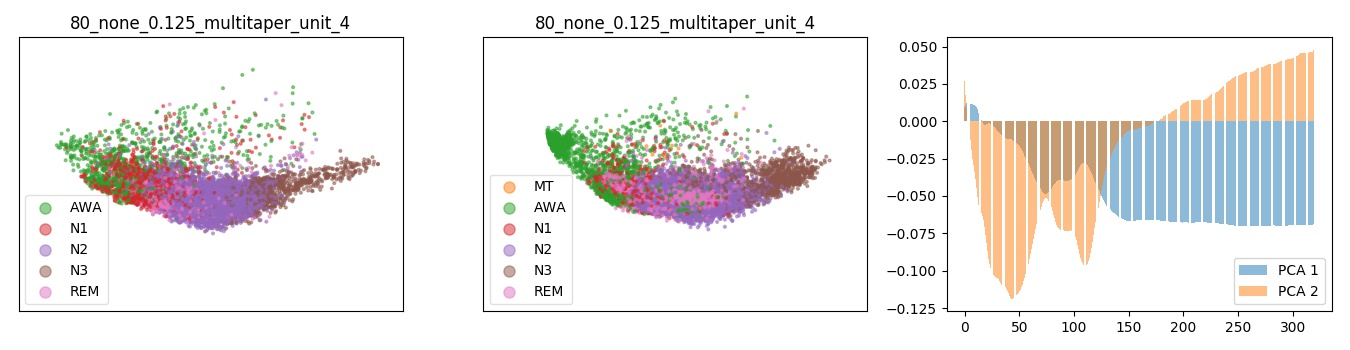 80_none_0.125_multitaper_unit_4
AWA
N1
N2
N3
REM
80_none_0.125_multitaper_unit_4
MT
AWA
N1
N2
N3
REM
0.050
0.025
0.000
−0.025
−0.050
−0.075
−0.100
−0.125
0 50 100 150 200 250 300
PCA 1
PCA 2